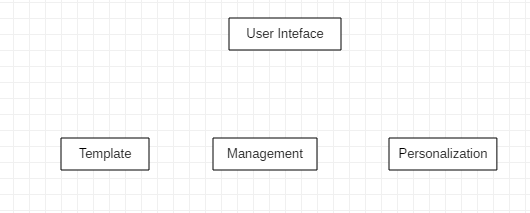 User Inteface
Template
Management
Personalization